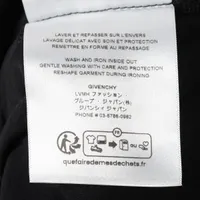 LAVER ET REPASSER SUR L'ENVERS
LAVAGE DÉLICAT AVEC SOIN ET PROTECTION
REMETTRE EN FORME AU REPASSAGE
WASH AND IRON INSIDE OUT
GENTLE WASHING WITH CARE AND PROTECTION
RESHAPE GARMENT DURING IRONING
GIVENCHY
LVMH ファッション
グループ ジャパン(株)
ジバンシィ ジャパン
FR
quefairedemesdechets.fr